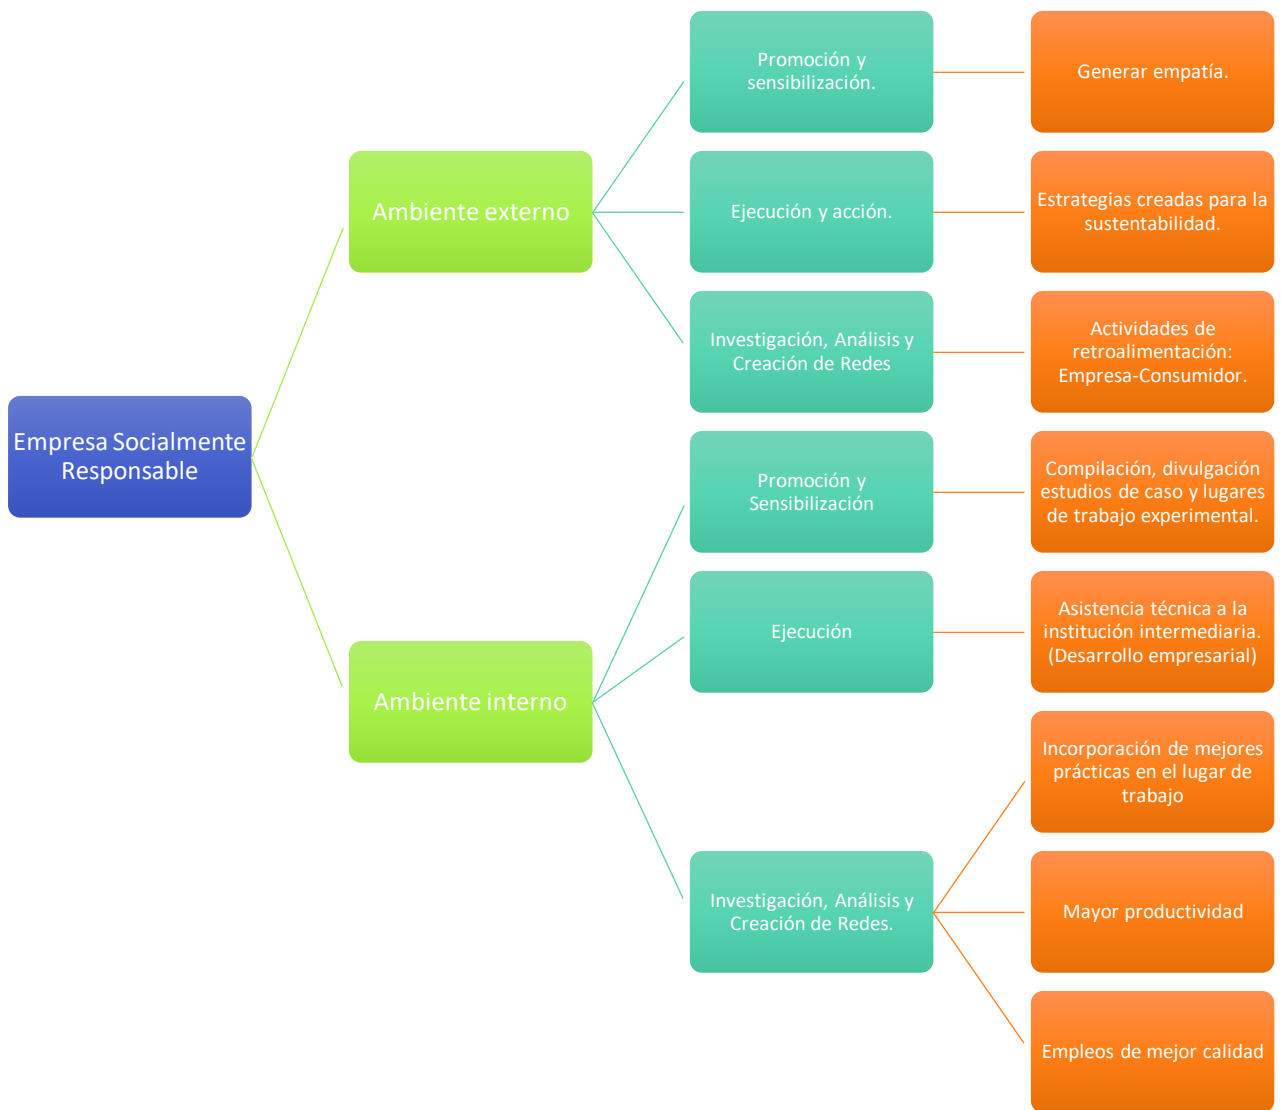 Empresa Socialmente
Responsable
Ambiente externo
Promoción y
sensibilización.
Generar empatía.
Ejecución y acción.
Estrategias creadas para la
sustentabilidad.
Investigación, Análisis y
Creación de Redes
Actividades de
retroalimentación:
Empresa-Consumidor.
Ambiente interno
Promoción y
Sensibilización
Compilación, divulgación
estudios de caso y lugares
de trabajo experimental.
Ejecución
Asistencia técnica a la
institución intermediaria.
(Desarrollo empresarial)
Investigación, Análisis y
Creación de Redes.
Incorporación de mejores
prácticas en el lugar de
trabajo
Mayor productividad
Empleos de mejor calidad